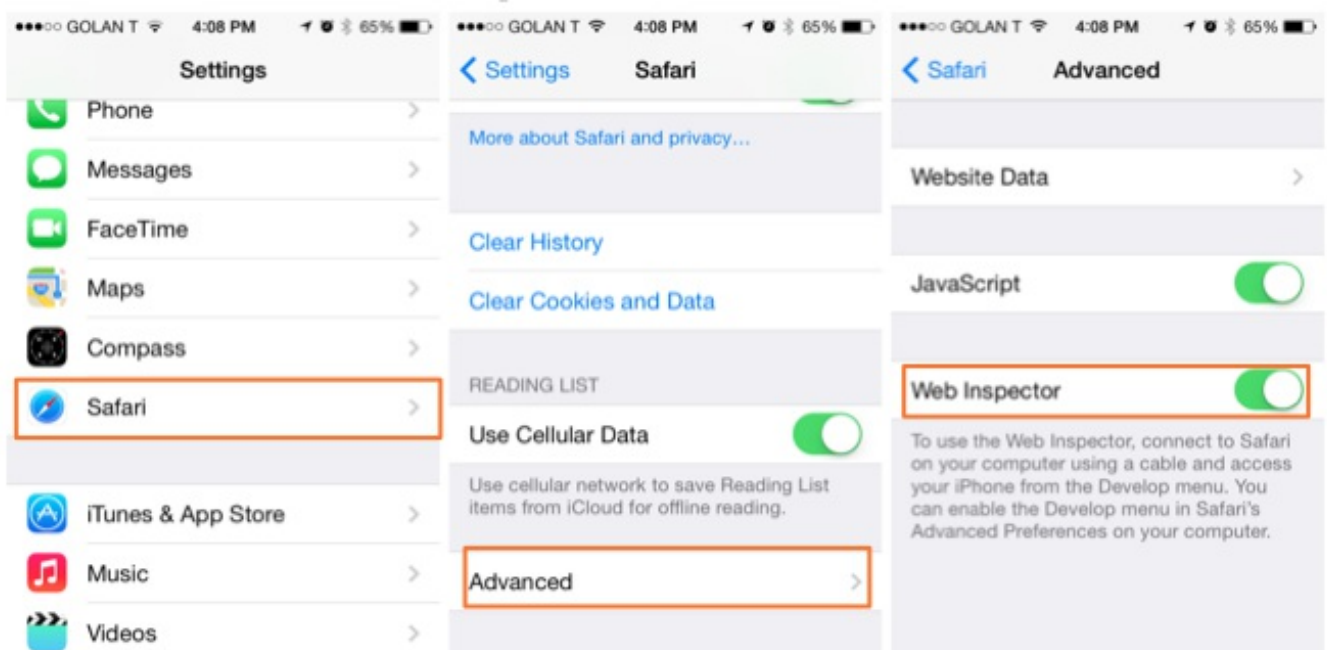 GOLAN T 4:08 PM 65%
Settings
Phone
Messages
FaceTime
Maps
Compass
Safari
iTunes & App Store
Music
Videos
GOLAN T 4:08 PM 65%
Settings Safari
More about Safari and privacy...
Clear History
Clear Cookies and Data
READING LIST
Use Cellular Data
Use cellular network to save Reading List
items from iCloud for offline reading.
Advanced
GOLAN T 4:08 PM 65%
Safari Advanced
Website Data
JavaScript
Web Inspector
To use the Web Inspector, connect to Safari
on your computer using a cable and access
your iPhone from the Develop menu. You
can enable the Develop menu in Safari's
Advanced Preferences on your computer.